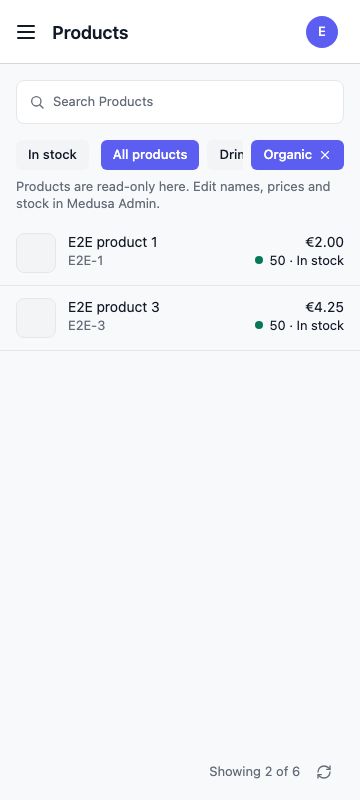 Products
E
Search Products
In stock
All products
Drin
Organic
Products are read-only here. Edit names, prices and
stock in Medusa Admin.
E2E product 1
€2.00
E2E-1
50 · In stock
E2E product 3
€4.25
E2E-3
50 · In stock
Showing 2 of 6